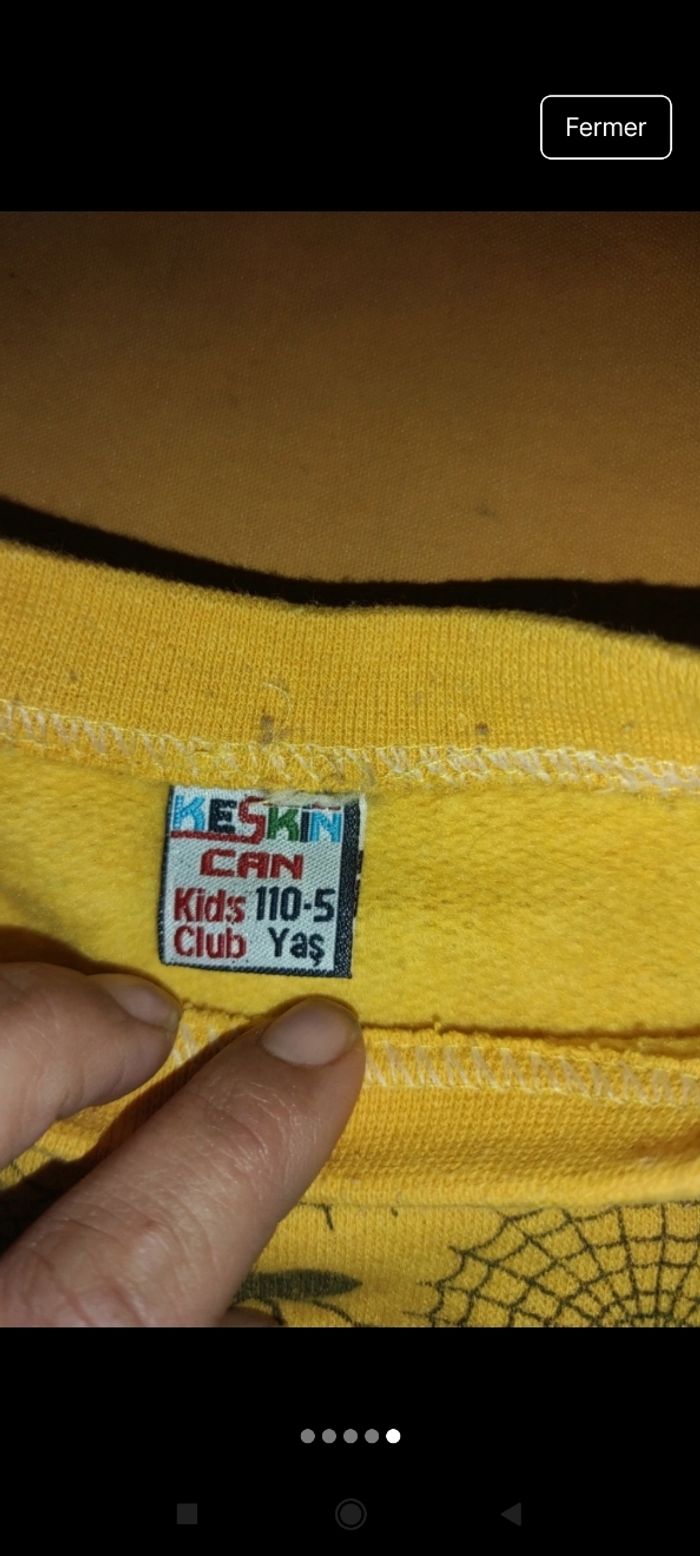 Fermer
KESKIN
CAN
Kids 110-5
Club Yaş